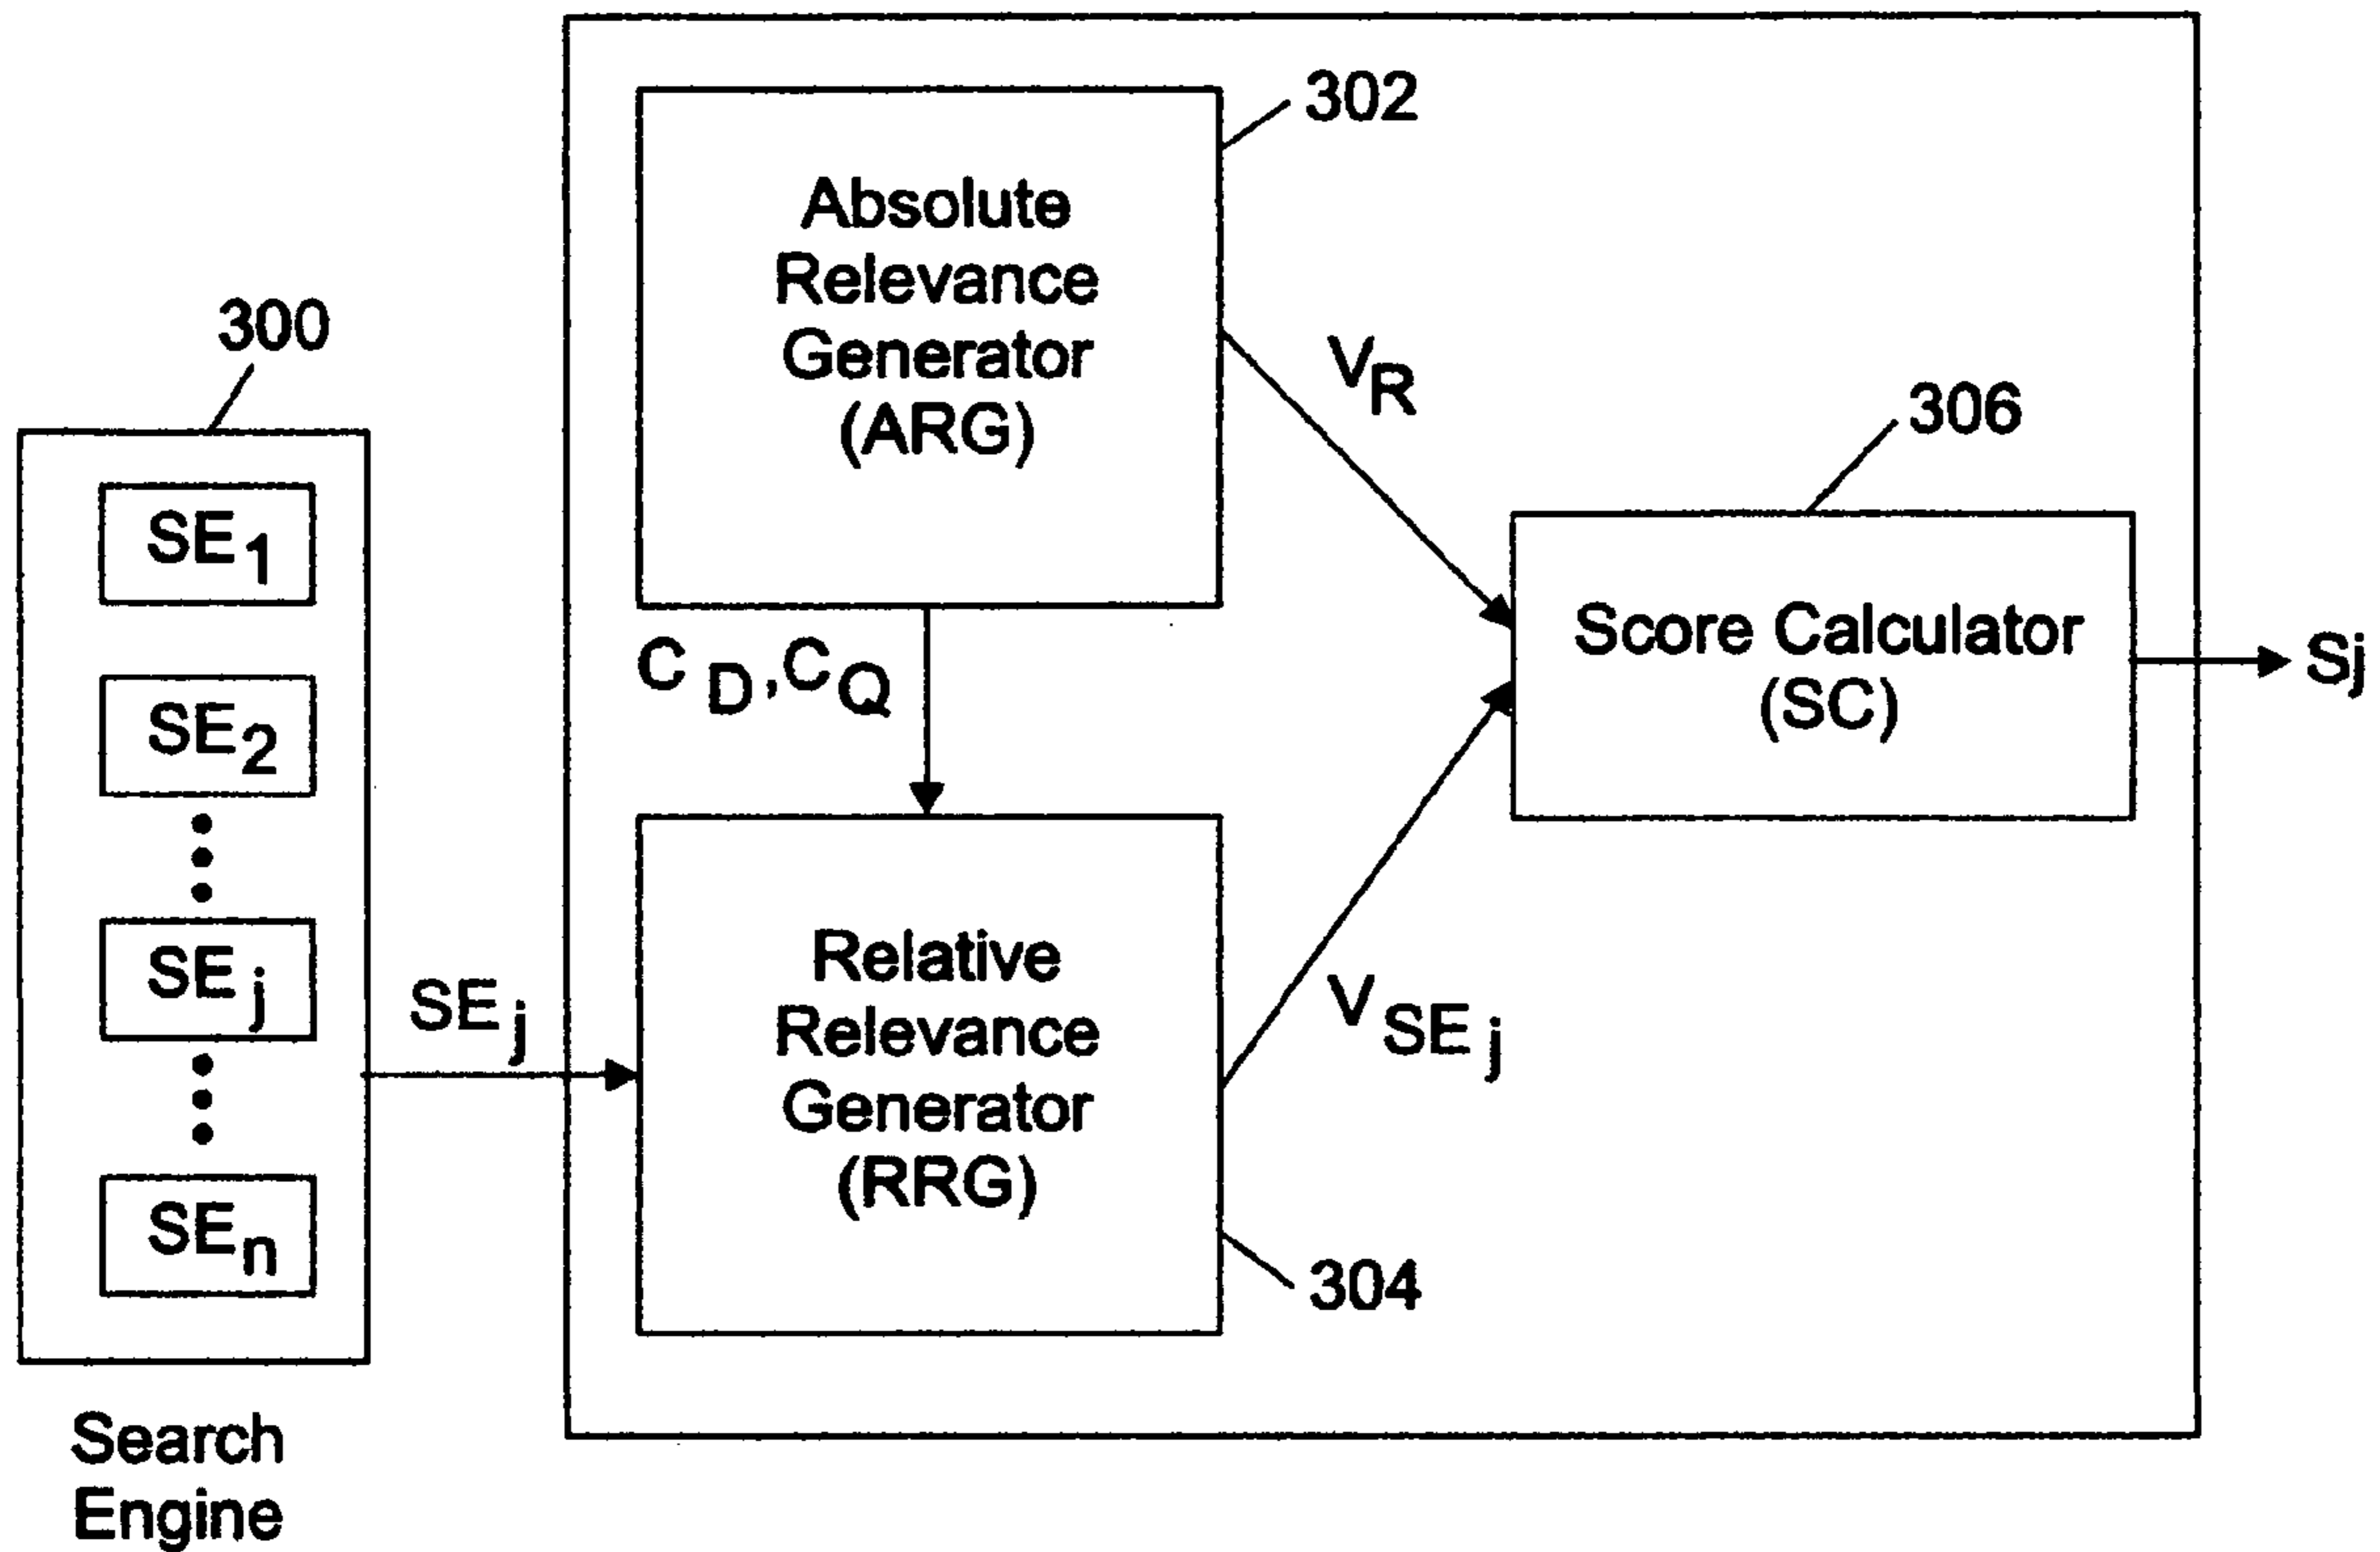 300
SE1
SE2
SEj
SEn
Search
Engine
SEj
302
Absolute
Relevance
Generator
(ARG)
CD,CQ
Relative
Relevance
Generator
(RRG)
304
VR
VSEj
306
Score Calculator
(SC)
Sj